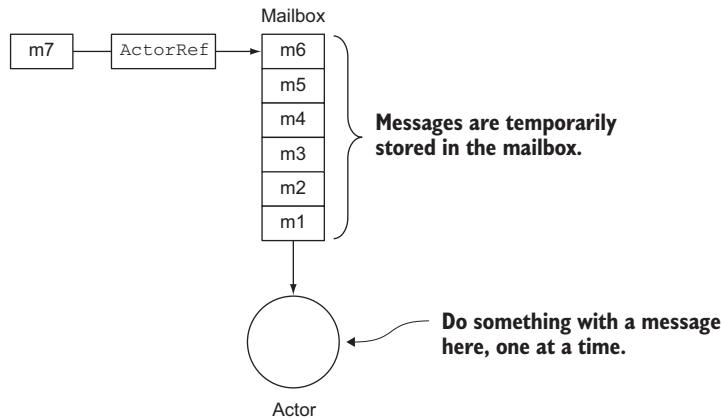 Mailbox
m7
ActorRef
m6
m5
m4
m3
m2
m1
Messages are temporarily
stored in the mailbox.
Do something with a message
here, one at a time.
Actor